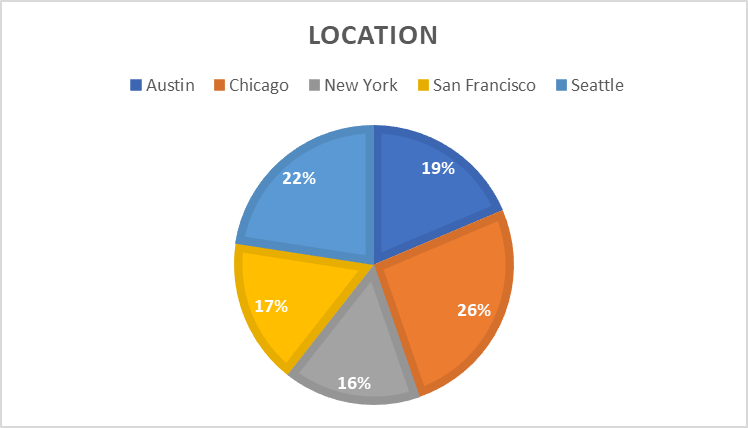 LOCATION
Austin Chicago New York San Francisco Seattle
19%
22%
17%
26%
16%